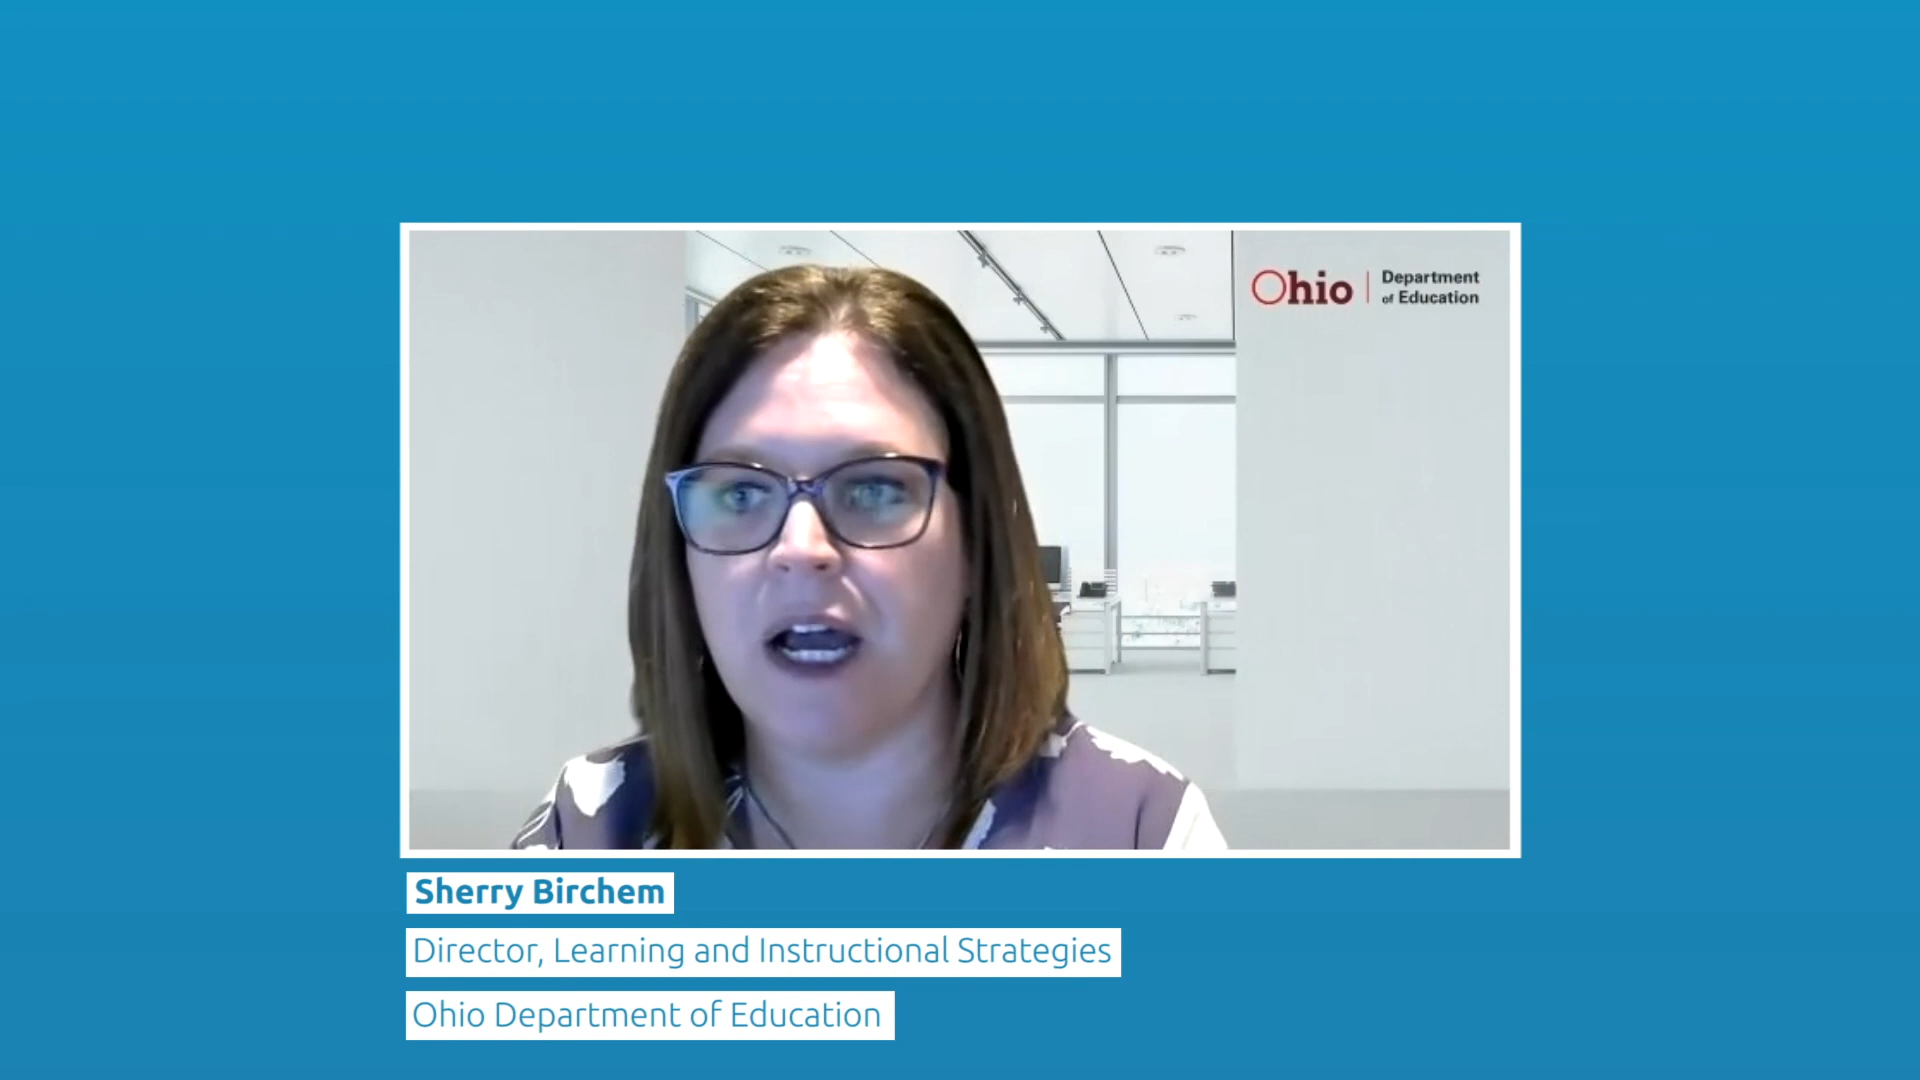 Ohio
Department
of Education
Sherry Birchem
Director, Learning and Instructional Strategies
Ohio Department of Education